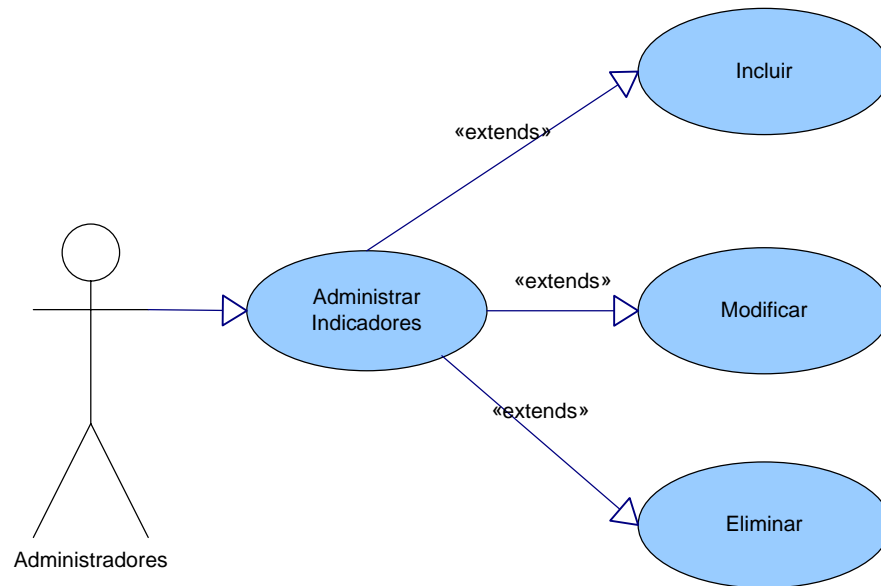 Incluir
«extends»
Administrar
Indicadores
«extends»
Modificar
«extends»
Eliminar
Administradores